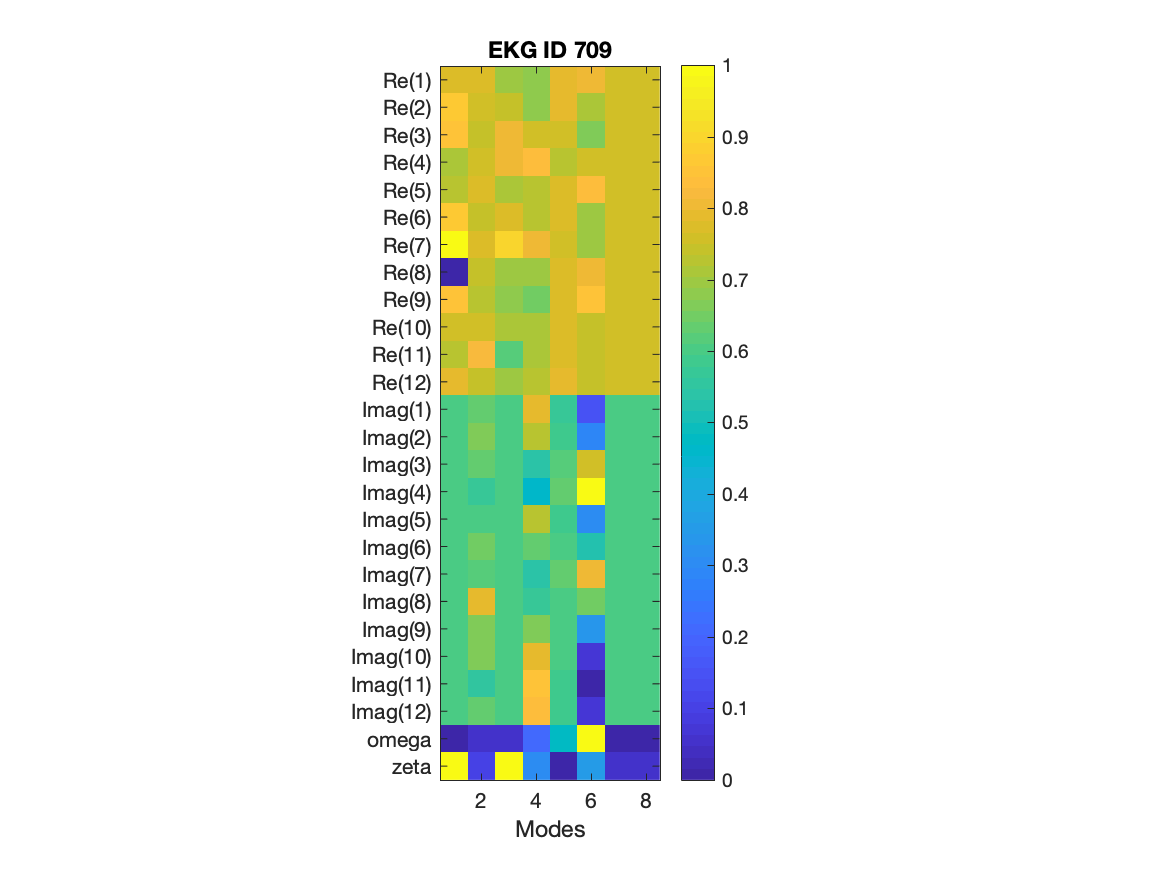 EKG ID 709
Re(1)
Re(2)
Re(3)
Re(4)
Re(5)
Re(6)
Re(7)
Re(8)
Re(9)
Re(10)
Re(11)
Re(12)
Imag(1)
Imag(2)
Imag(3)
Imag(4)
Imag(5)
Imag(6)
Imag(7)
Imag(8)
Imag(9)
Imag(10)
Imag(11)
Imag(12)
omega
zeta
2 4 6 8
Modes
1
0.9
0.8
0.7
0.6
0.5
0.4
0.3
0.2
0.1
0